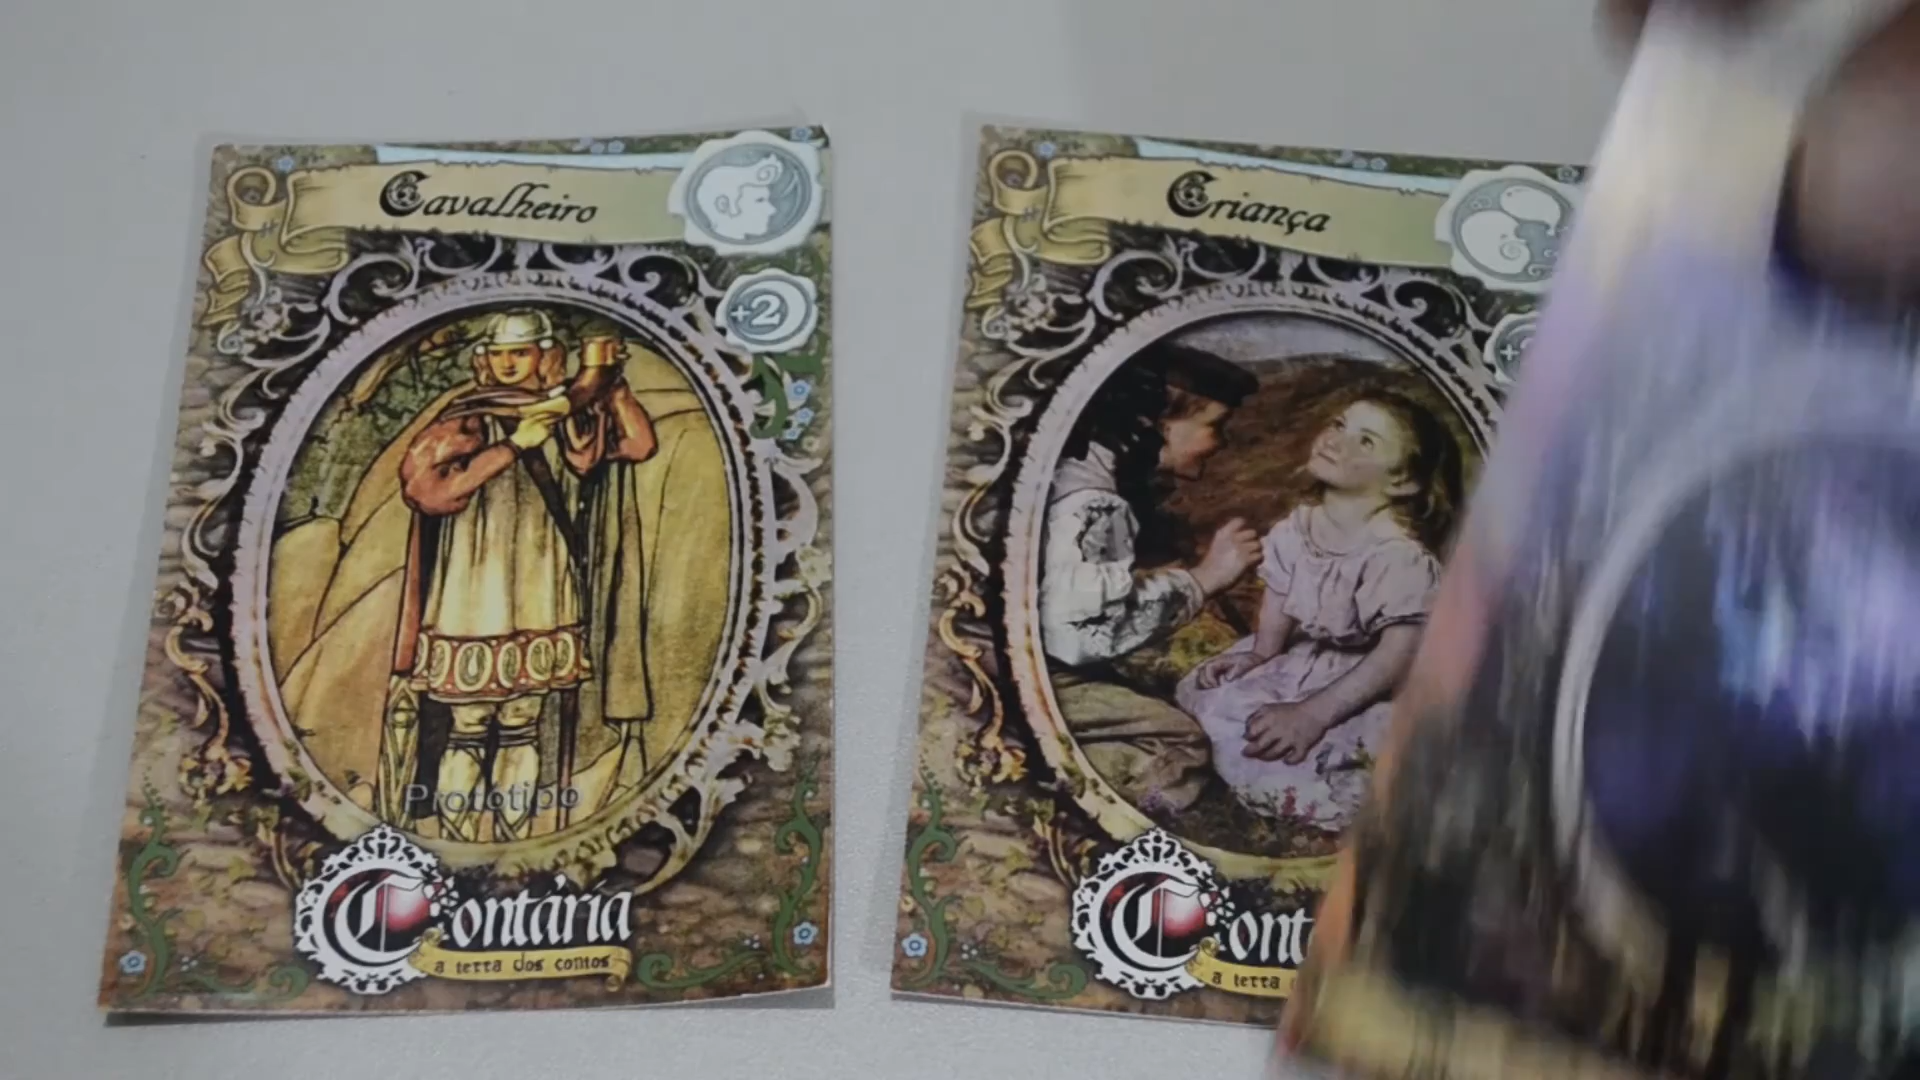 Cavalheiro
+2
Prototipo
Contária
a terra dos contos
Criança
Cont
a terra